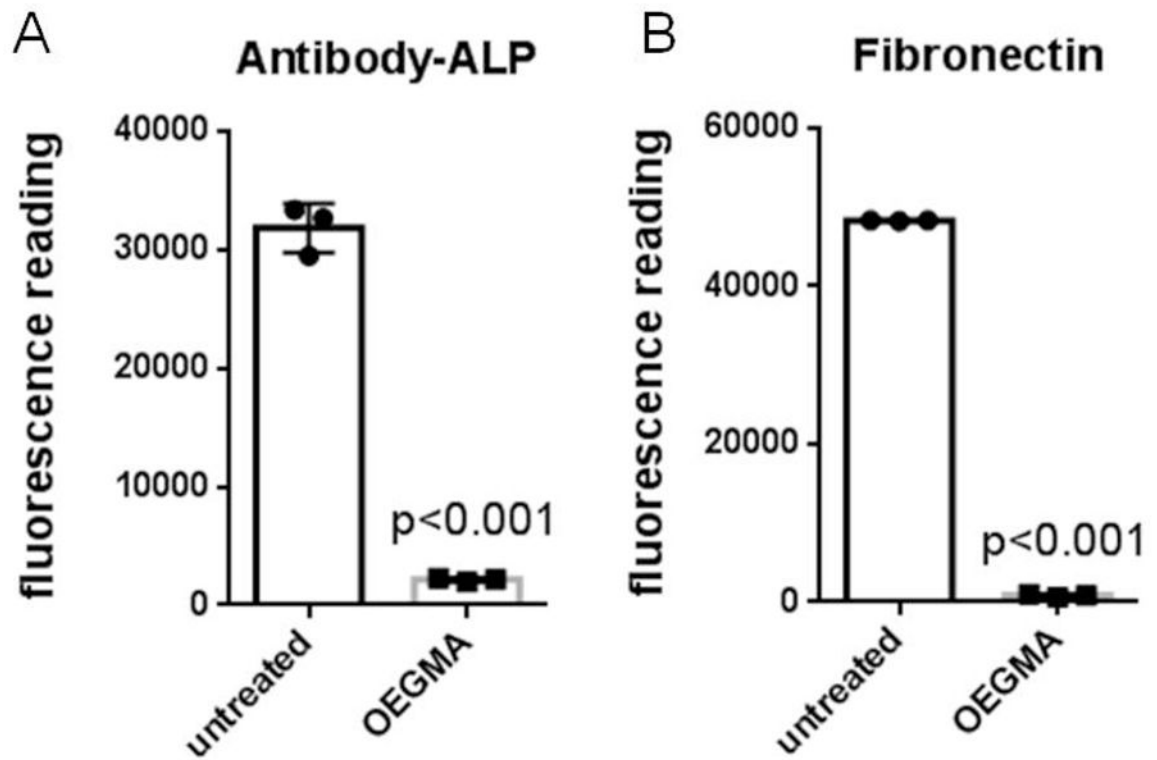 A
Antibody-ALP
fluorescence reading
40000
30000
20000
10000
0
p<0.001
untreated
OEGMA
B
Fibronectin
fluorescence reading
60000
40000
20000
0
p<0.001
untreated
OEGMA